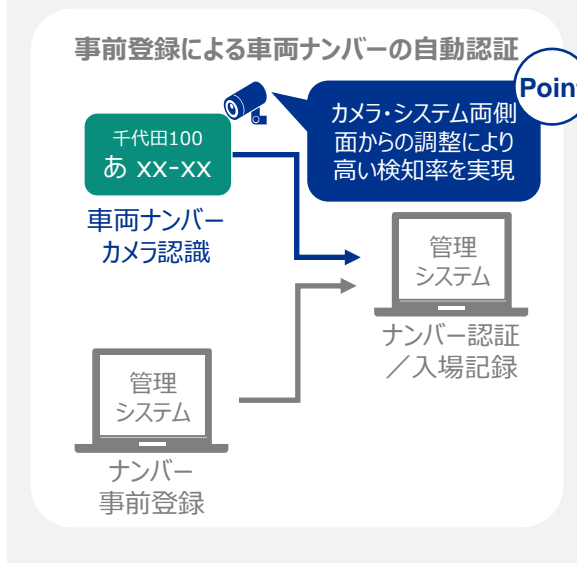 事前登録による車両ナンバーの自動認証
Point
カメラ・システム両側
面からの調整により
高い検知率を実現
千代田100
あ xx-xx
車両ナンバー
カメラ認識
管理
システム
ナンバー認証
／入場記録
管理
システム
ナンバー
事前登録